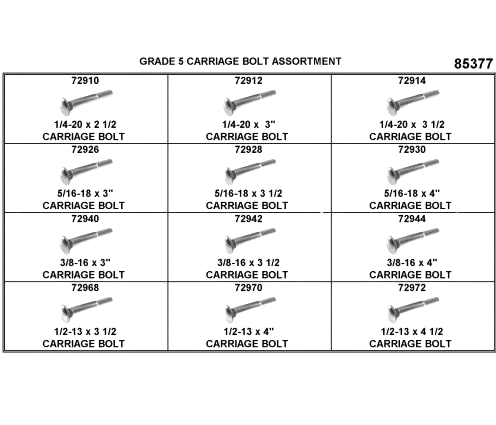 GRADE 5 CARRIAGE BOLT ASSORTMENT 85377
72910 72912 72914
1/4-20 x 2 1/2 1/4-20 x 3" 1/4-20 x 3 1/2
CARRIAGE BOLT CARRIAGE BOLT CARRIAGE BOLT
72926 72928 72930
5/16-18 x 3" 5/16-18 x 3 1/2 5/16-18 x 4"
CARRIAGE BOLT CARRIAGE BOLT CARRIAGE BOLT
72940 72942 72944
3/8-16 x 3" 3/8-16 x 3 1/2 3/8-16 x 4"
CARRIAGE BOLT CARRIAGE BOLT CARRIAGE BOLT
72968 72970 72972
1/2-13 x 3 1/2 1/2-13 x 4" 1/2-13 x 4 1/2
CARRIAGE BOLT CARRIAGE BOLT CARRIAGE BOLT